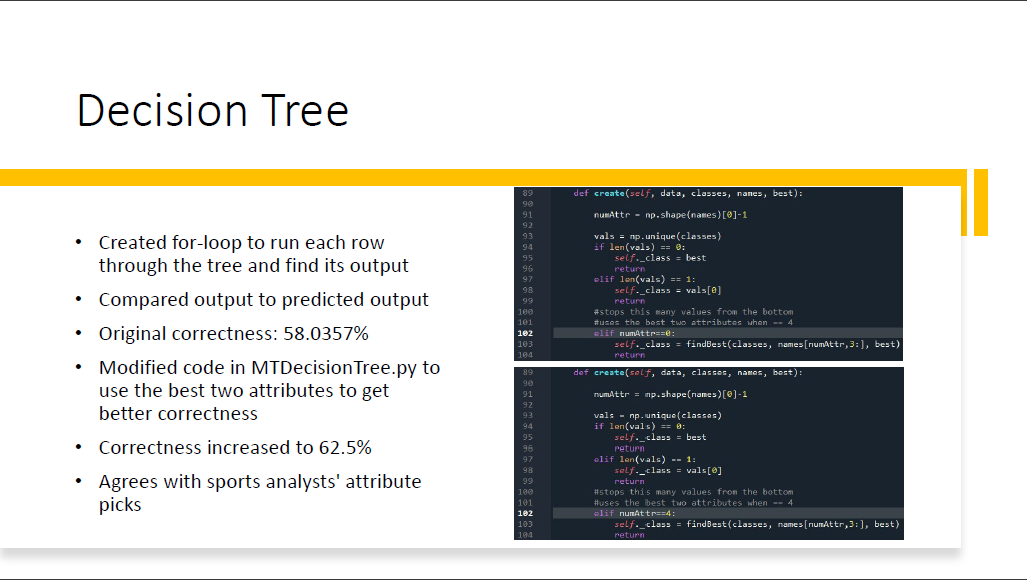 Decision Tree
• Created for-loop to run each row
through the tree and find its output
• Compared output to predicted output
• Original correctness: 58.0357%
• Modified code in MTDecisionTree.py to
use the best two attributes to get
better correctness
• Correctness increased to 62.5%
• Agrees with sports analysts' attribute
picks
89 def create(self, data, classes, names, best):
90
91 numAttr = np.shape(names)[0]-1
92
93 vals = np.unique(classes)
94 if len(vals) == 0:
95 self._class = best
96 return
97 elif len(vals) == 1:
98 self._class = vals[0]
99 return
100 #stops this many values from the bottom
101 #uses the best two attributes when == 4
102 elif numAttr==0:
103 self._class = findBest(classes, names[numAttr,3:], best)
104 return
89 def create(self, data, classes, names, best):
90
91 numAttr = np.shape(names)[0]-1
92
93 vals = np.unique(classes)
94 if len(vals) == 0:
95 self._class = best
96 return
97 elif len(vals) == 1:
98 self._class = vals[0]
99 return
100 #stops this many values from the bottom
101 #uses the best two attributes when == 4
102 elif numAttr==4:
103 self._class = findBest(classes, names[numAttr,3:], best)
104 return